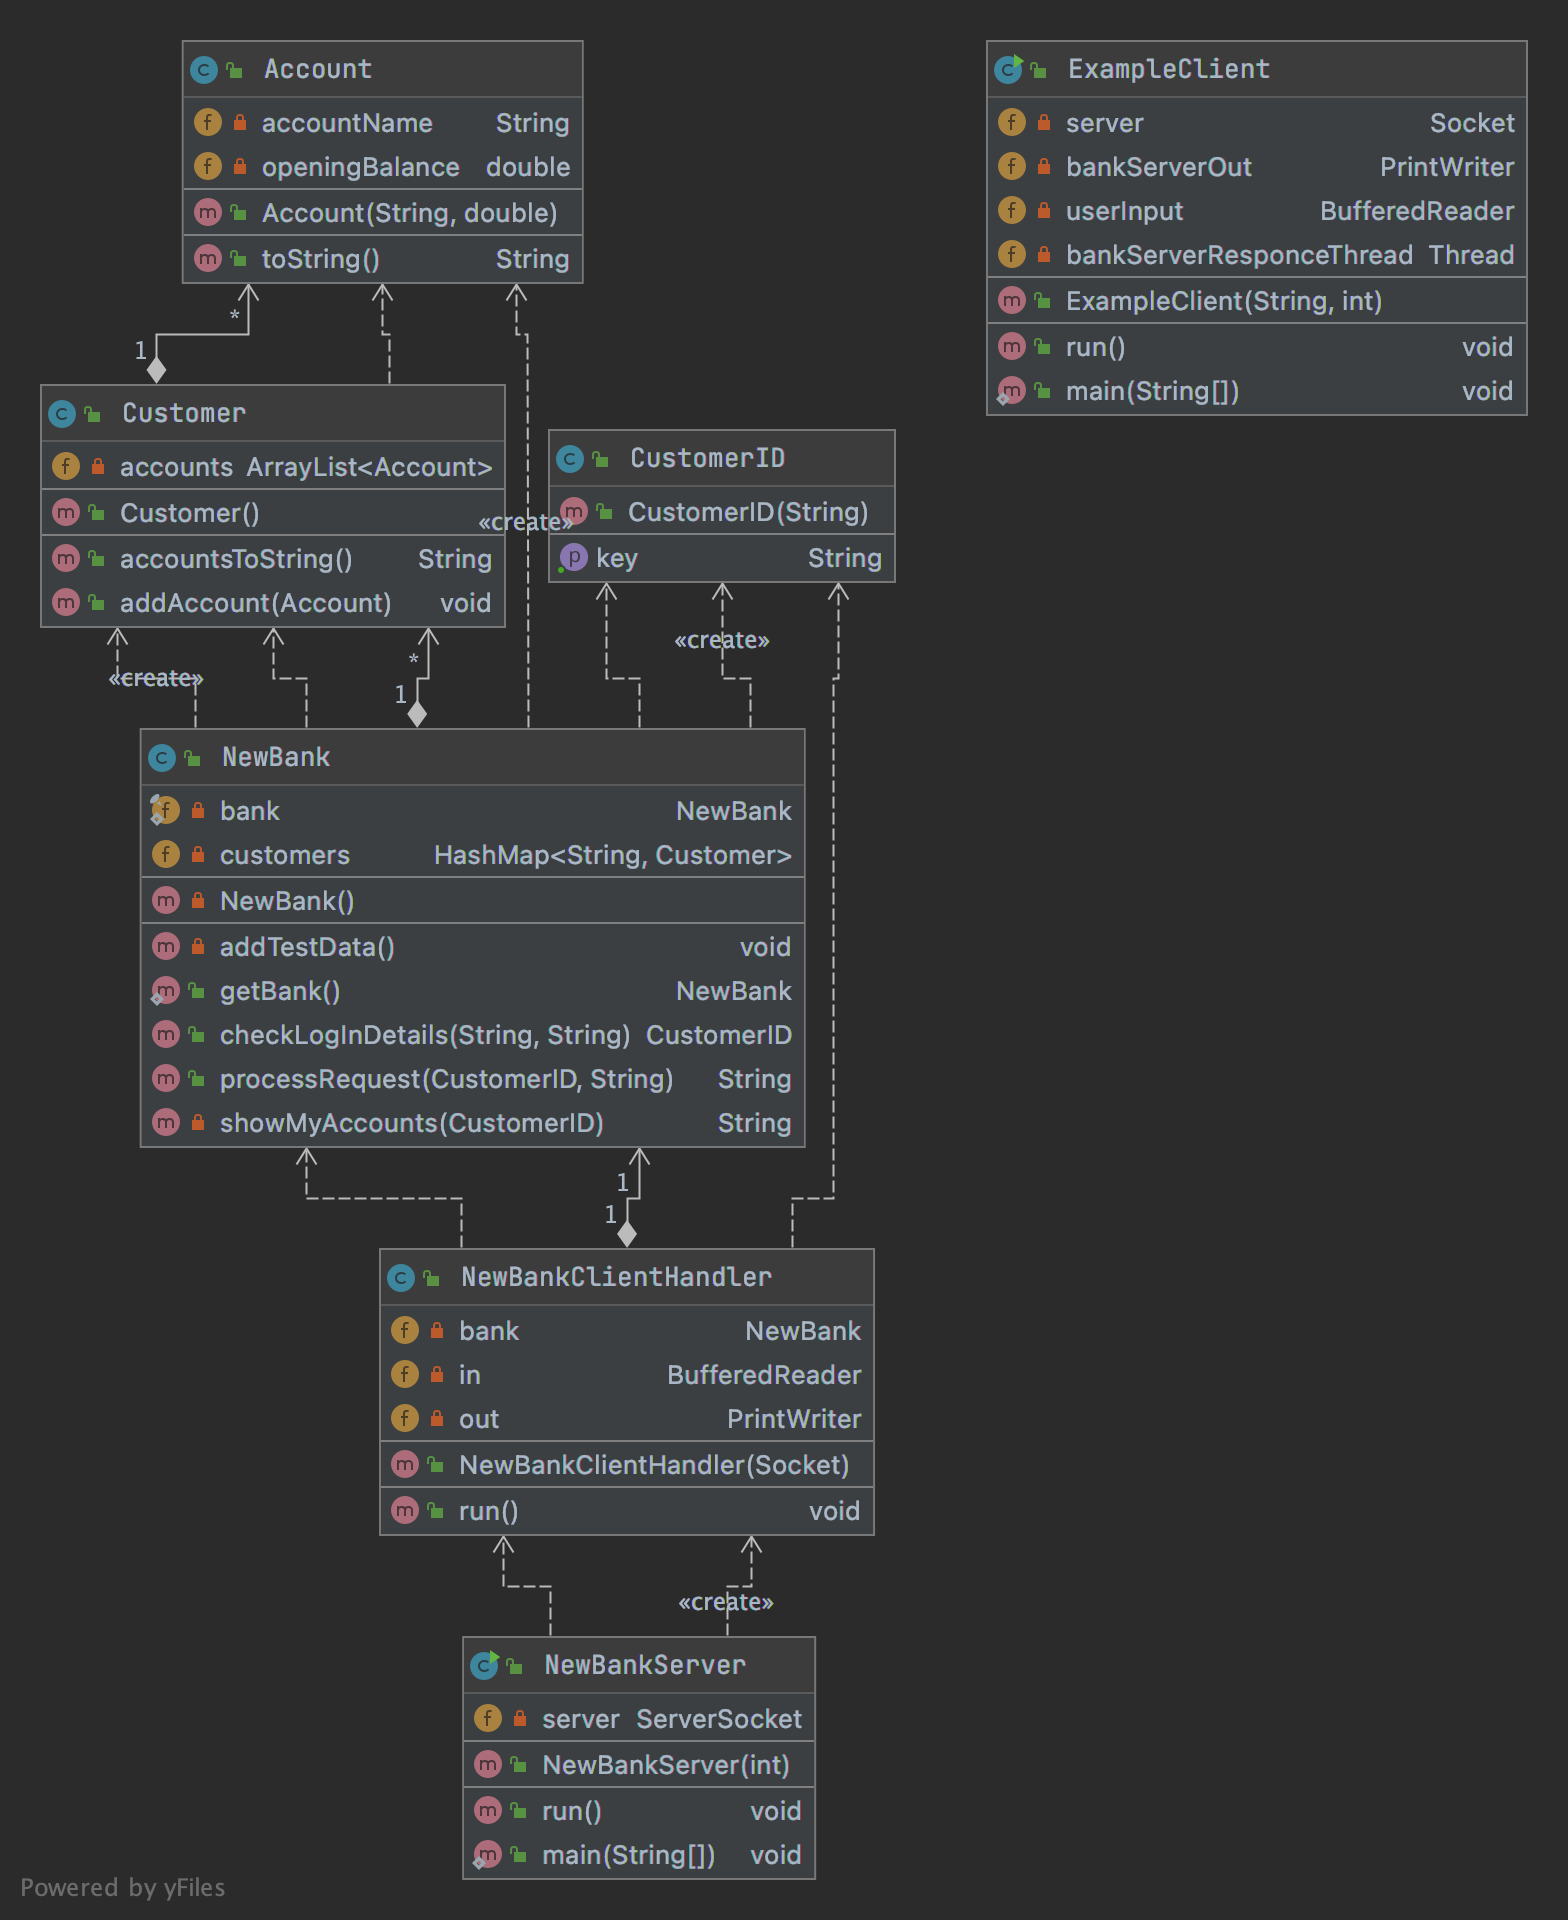 Account
accountName String
openingBalance double
Account(String, double)
toString() String
ExampleClient
server Socket
bankServerOut PrintWriter
userInput BufferedReader
bankServerResponceThread Thread
ExampleClient(String, int)
run() void
main(String[]) void
*
1
Customer
accounts ArrayList<Account>
Customer()
accountsToString() String
addAccount(Account) void
CustomerID
CustomerID(String)
key String
«create»
«create»
«create»
*
1
NewBank
bank NewBank
customers HashMap<String, Customer>
NewBank()
addTestData() void
getBank() NewBank
checkLogInDetails(String, String) CustomerID
processRequest(CustomerID, String) String
showMyAccounts(CustomerID) String
1
1
NewBankClientHandler
bank NewBank
in BufferedReader
out PrintWriter
NewBankClientHandler(Socket)
run() void
«create»
NewBankServer
server ServerSocket
NewBankServer(int)
run() void
main(String[]) void
Powered by yFiles